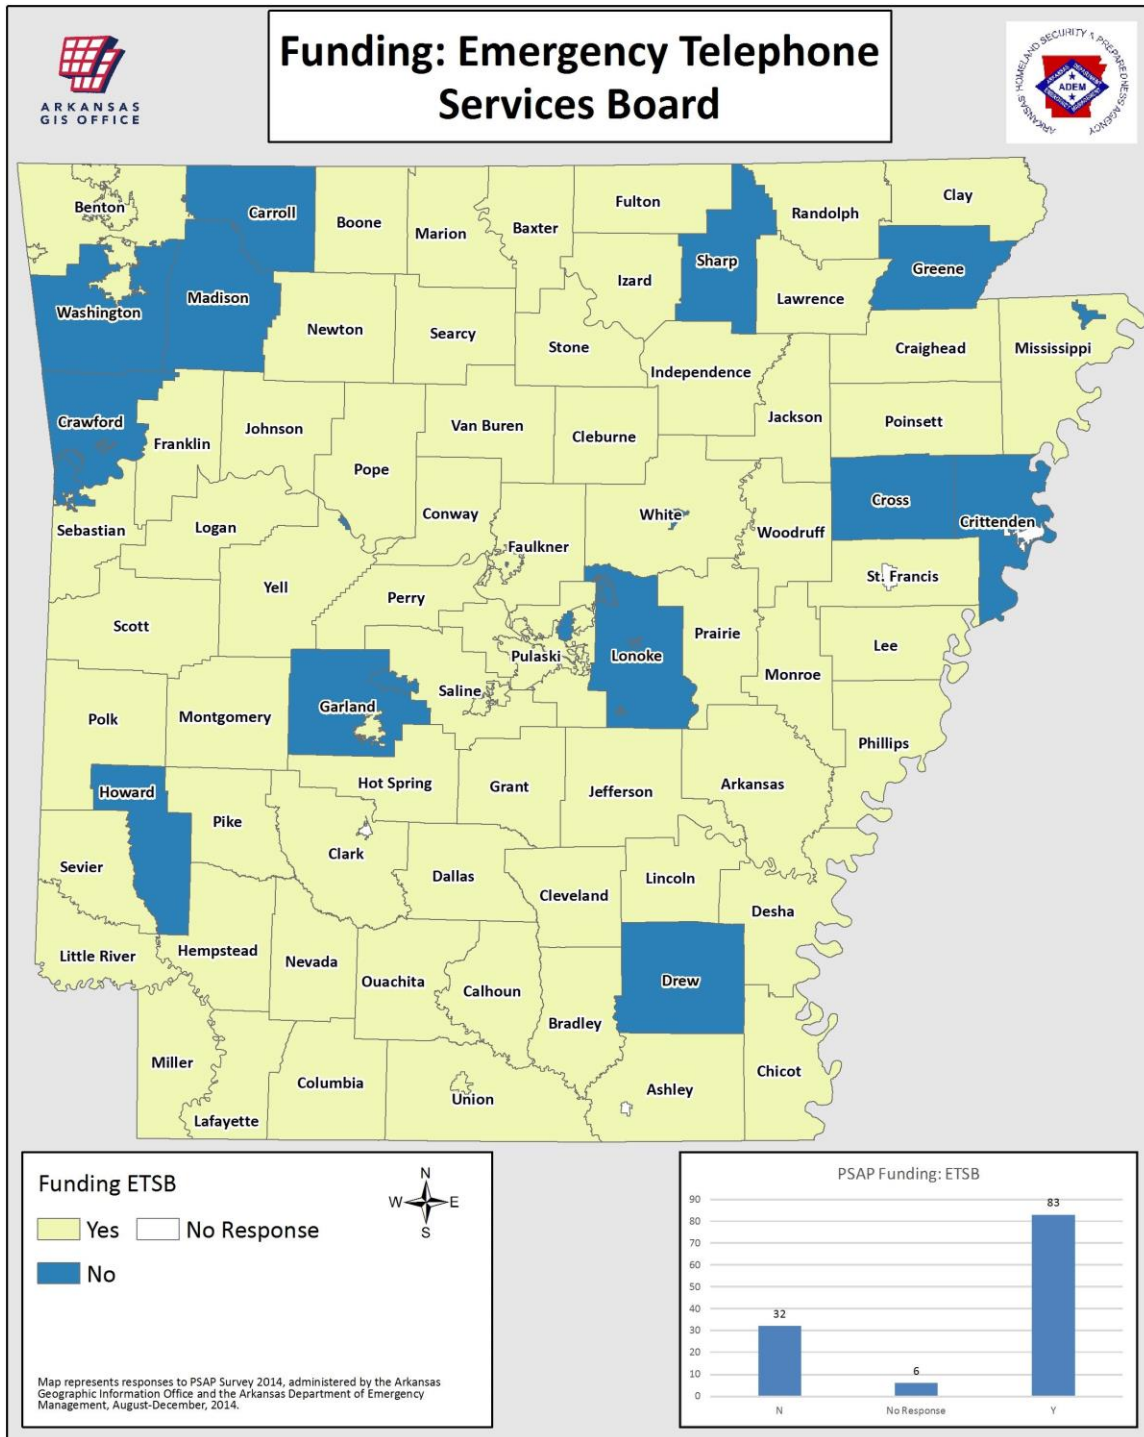 Funding: Emergency Telephone
Services Board
ARKANSAS
GIS OFFICE
ARKANSAS' HOMELAND SECURITY & PREPAREDNESS AGENCY
ADEM
Benton
Carroll
Boone
Marion
Baxter
Fulton
Randolph
Clay
Sharp
Greene
Izard
Lawrence
Washington
Madison
Newton
Searcy
Stone
Craighead
Mississippi
Independence
Crawford
Franklin
Johnson
Van Buren
Cleburne
Jackson
Poinsett
Pope
Sebastian
Logan
Conway
White
Cross
Crittenden
Woodruff
Faulkner
Yell
St. Francis
Perry
Scott
Pulaski
Lonoke
Prairie
Lee
Monroe
Saline
Polk
Montgomery
Garland
Phillips
Howard
Hot Spring
Grant
Jefferson
Arkansas
Pike
Clark
Sevier
Dallas
Lincoln
Cleveland
Desha
Little River
Hempstead
Nevada
Ouachita
Calhoun
Drew
Bradley
Miller
Columbia
Union
Ashley
Chicot
Lafayette
Funding ETSB
N
W E
S
Yes No Response
No
Map represents responses to PSAP Survey 2014, administered by the Arkansas
Geographic Information Office and the Arkansas Department of Emergency
Management, August-December, 2014.
PSAP Funding: ETSB
90
80
70
60
50
40
30
20
10
0
32
6
83
N No Response Y